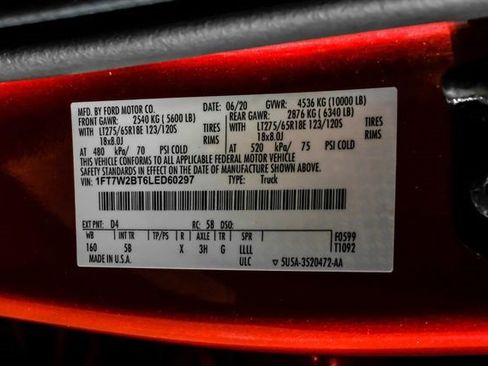 MFD. BY FORD MOTOR CO. DATE: 06/20 GVWR: 4536 KG (10000 LB)
FRONT GAWR: 2540 KG (5600 LB) REAR GAWR: 2876 KG (6340 LB)
WITH LT275/65R18E 123/120S TIRES WITH LT275/65R18E 123/120S TIRES
18x8.0J RIMS 18x8.0J RIMS
AT 480 kPa/ 70 PSI COLD AT 520 kPa/ 75 PSI COLD
THIS VEHICLE CONFORMS TO ALL APPLICABLE FEDERAL MOTOR VEHICLE
SAFETY STANDARDS IN EFFECT ON THE DATE OF MANUFACTURE SHOWN ABOVE.
VIN: 1FT7W2BT6LED60297 TYPE: Truck
EXT PNT: D4 RC: 58 DSO:
WB INT TR TP/PS R AXLE TR SPR F0599
160 5B X 3H G LLLL T1092
MADE IN U.S.A. ULC 5USA-3520472-AA